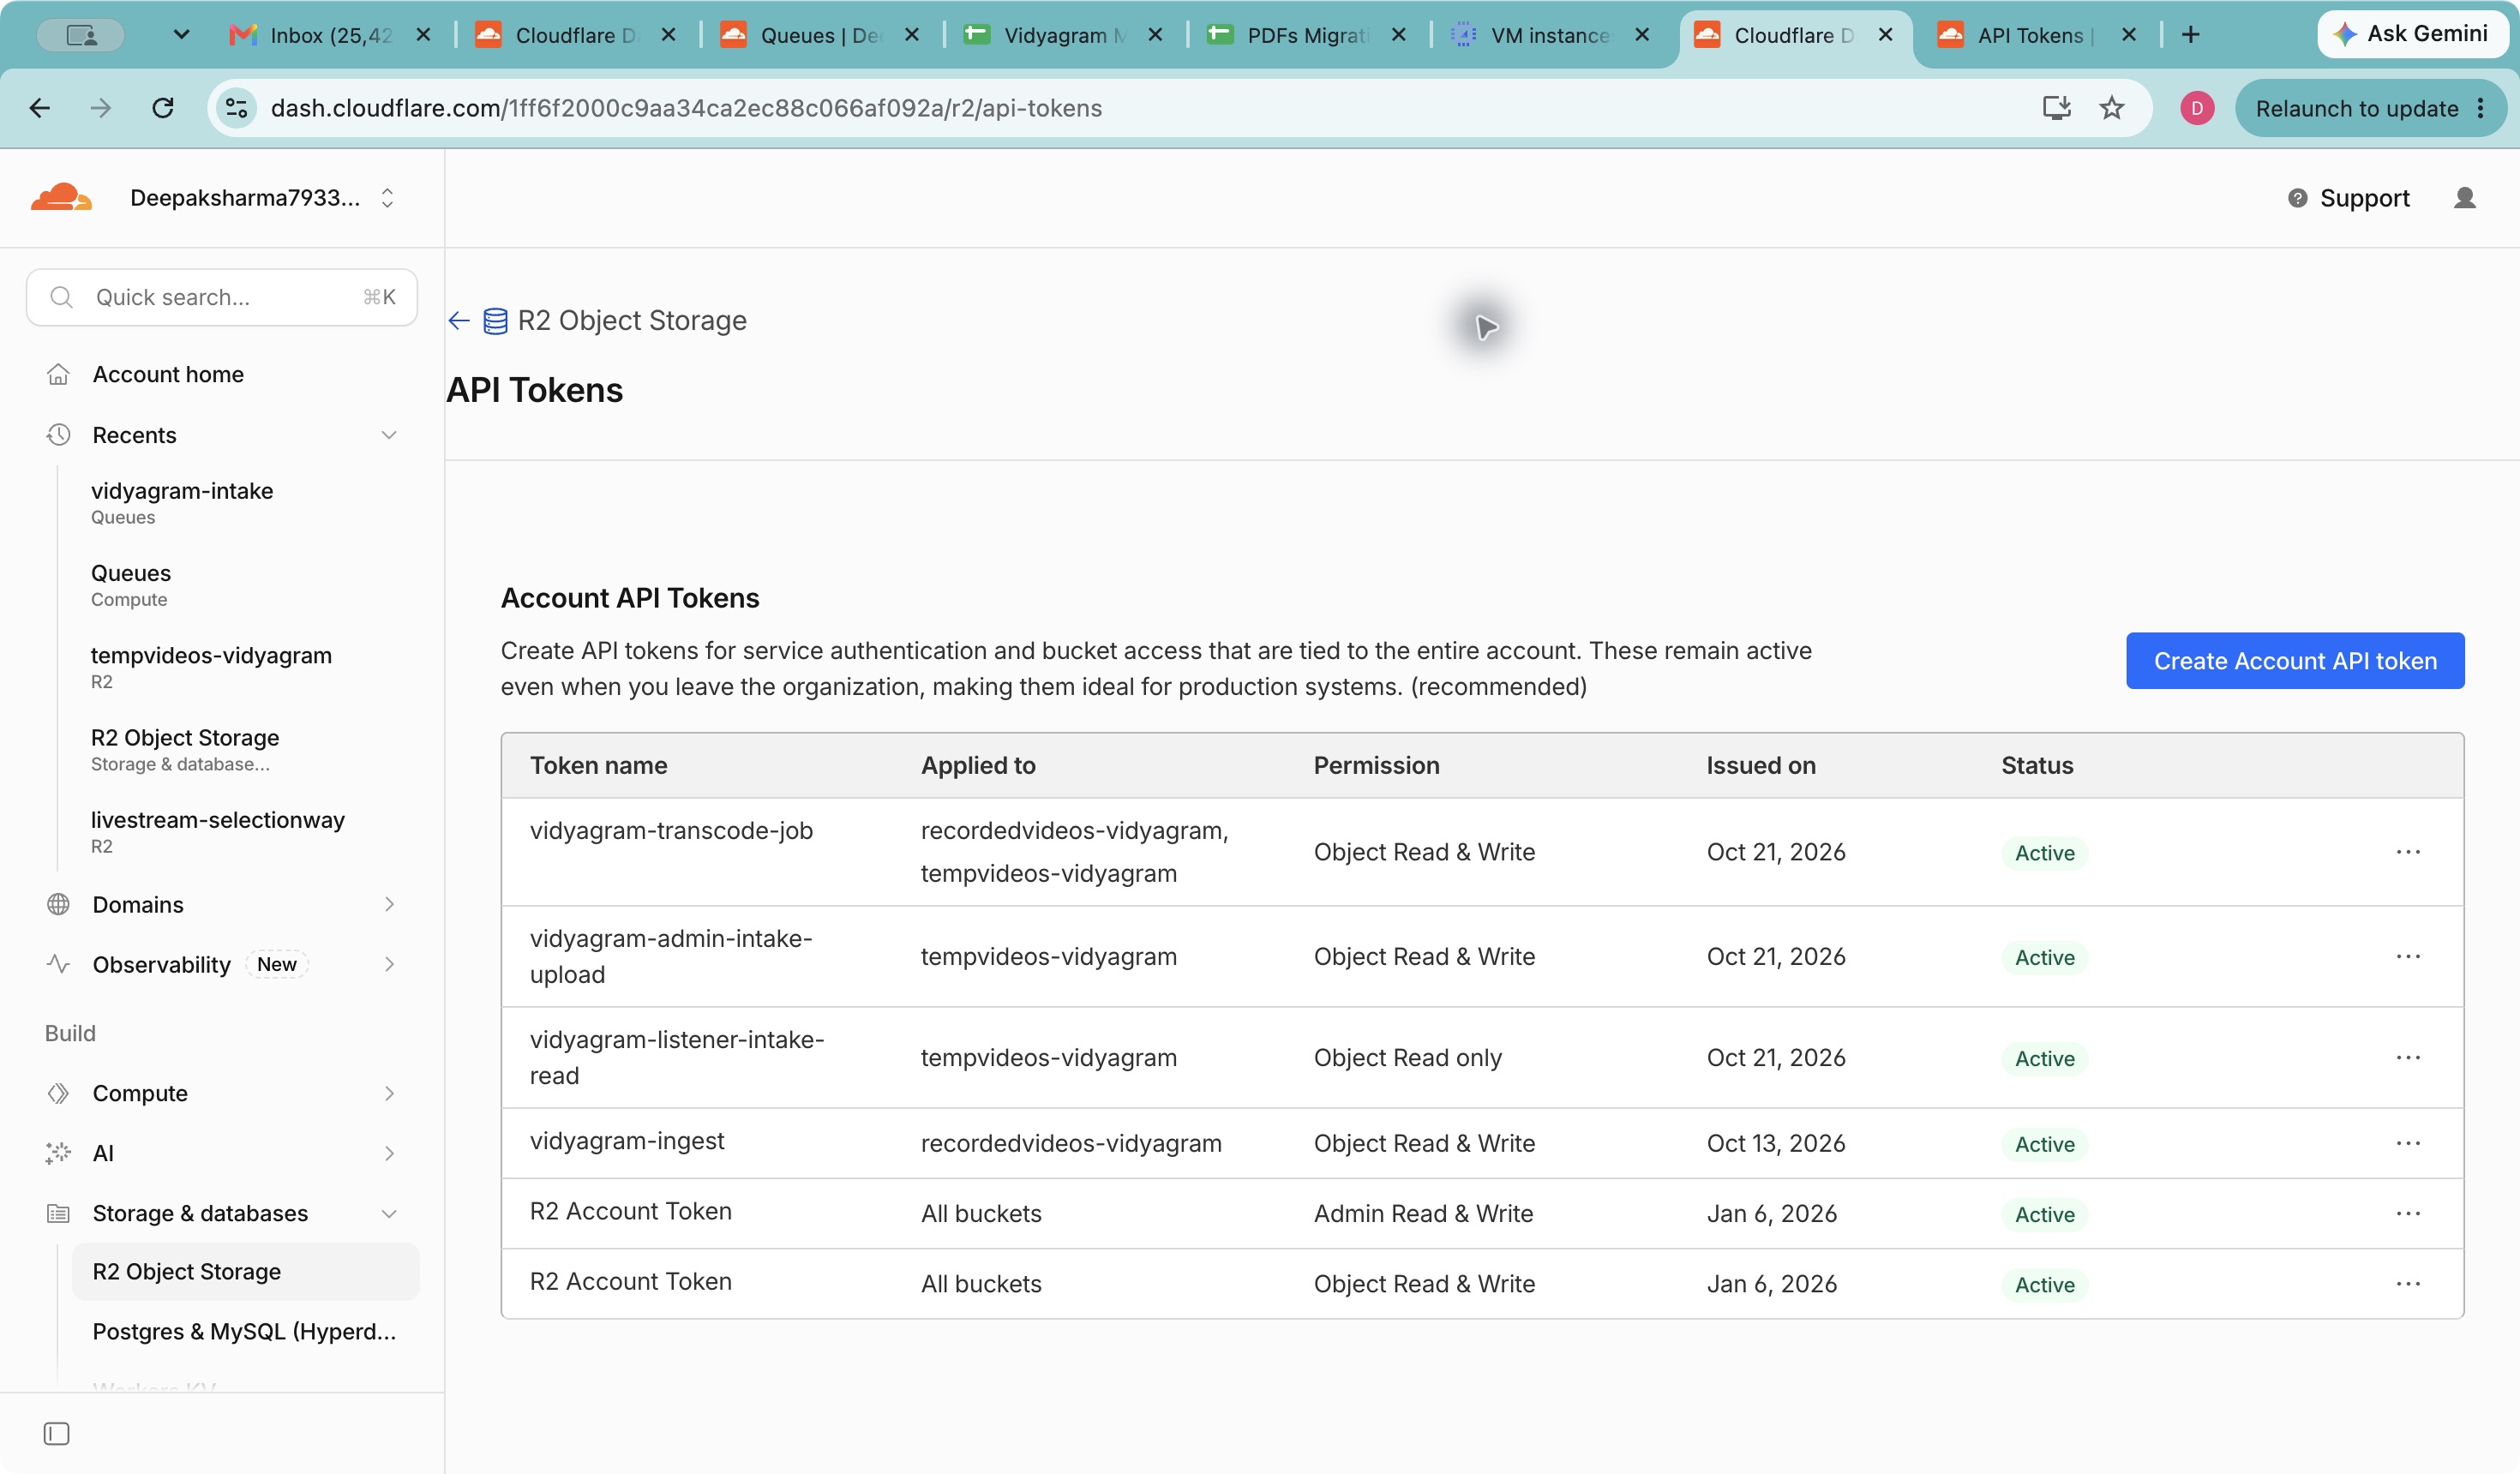 Inbox (25,42
Cloudflare D
Queues | De
Vidyagram M
PDFs Migrati
VM instance
Cloudflare D
API Tokens |
Ask Gemini
dash.cloudflare.com/1ff6f2000c9aa34ca2ec88c066af092a/r2/api-tokens
D
Relaunch to update
Deepaksharma7933...
Support
Quick search...
⌘K
R2 Object Storage
Account home
API Tokens
Recents
vidyagram-intake
Queues
Queues
Compute
tempvideos-vidyagram
R2
R2 Object Storage
Storage & database...
livestream-selectionway
R2
Domains
Observability New
Build
Compute
AI
Storage & databases
R2 Object Storage
Postgres & MySQL (Hyperd...
Workers KV
Account API Tokens
Create API tokens for service authentication and bucket access that are tied to the entire account. These remain active
even when you leave the organization, making them ideal for production systems. (recommended)
Create Account API token
Token name Applied to Permission Issued on Status
vidyagram-transcode-job recordedvideos-vidyagram,
tempvideos-vidyagram Object Read & Write Oct 21, 2026 Active
vidyagram-admin-intake-
upload tempvideos-vidyagram Object Read & Write Oct 21, 2026 Active
vidyagram-listener-intake-
read tempvideos-vidyagram Object Read only Oct 21, 2026 Active
vidyagram-ingest recordedvideos-vidyagram Object Read & Write Oct 13, 2026 Active
R2 Account Token All buckets Admin Read & Write Jan 6, 2026 Active
R2 Account Token All buckets Object Read & Write Jan 6, 2026 Active